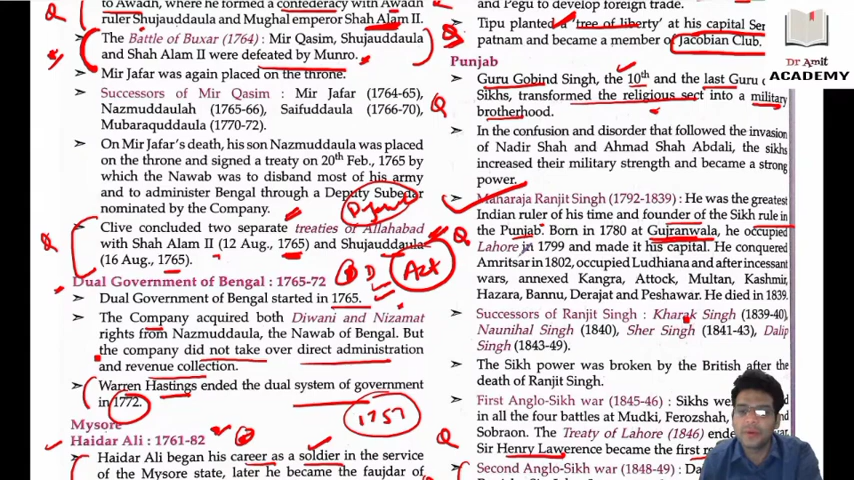 to Awadh, where he formed a confederacy with Awadh
ruler Shujauddaula and Mughal emperor Shah Alam II.
The Battle of Buxar (1764) : Mir Qasim, Shujauddaula
and Shah Alam II were defeated by Munro.
Mir Jafar was again placed on the throne.
Successors of Mir Qasim : Mir Jafar (1764-65),
Nazmuddaulah (1765-66), Saifuddaula (1766-70),
Mubaraquddaula (1770-72).
On Mir Jafar's death, his son Nazmuddaula was placed
on the throne and signed a treaty on 20th Feb., 1765 by
which the Nawab was to disband most of his army
and to administer Bengal through a Deputy Subedar
nominated by the Company.
Clive concluded two separate treaties of Allahabad
with Shah Alam II (12 Aug., 1765) and Shujauddaula
(16 Aug., 1765).
Dual Government of Bengal : 1765-72
Dual Government of Bengal started in 1765.
The Company acquired both Diwani and Nizamat
rights from Nazmuddaula, the Nawab of Bengal. But
the company did not take over direct administration
and revenue collection.
Warren Hastings ended the dual system of government
in 1772.
1757
Mysore
Haidar Ali : 1761-82
Haidar Ali began his career as a soldier in the service
of the Mysore state, later he became the faujdar of
and Pegu to develop foreign trade.
Tipu planted a 'tree of liberty' at his capital Ser
patnam and became a member of Jacobian Club.
Punjab
Guru Gobind Singh, the 10th and the last Guru
Sikhs, transformed the religious sect into a military
brotherhood.
In the confusion and disorder that followed the invasion
of Nadir Shah and Ahmad Shah Abdali, the sikhs
increased their military strength and became a strong
power.
Maharaja Ranjit Singh (1792-1839) : He was the greatest
Indian ruler of his time and founder of the Sikh rule in
the Punjab. Born in 1780 at Gujranwala, he occupied
Lahore in 1799 and made it his capital. He conquered
Amritsar in 1802, occupied Ludhiana and after incessant
wars, annexed Kangra, Attock, Multan, Kashmir,
Hazara, Bannu, Derajat and Peshawar. He died in 1839.
Successors of Ranjit Singh : Kharak Singh (1839-40),
Naunihal Singh (1840), Sher Singh (1841-43), Dalip
Singh (1843-49).
The Sikh power was broken by the British after the
death of Ranjit Singh.
First Anglo-Sikh war (1845-46) : Sikhs we
in all the four battles at Mudki, Ferozshah,
Sobraon. The Treaty of Lahore (1846) ende
Sir Henry Lawerence became the first
Second Anglo-Sikh war (1848-49) : Da
Act
D
Dr Amit
ACADEMY